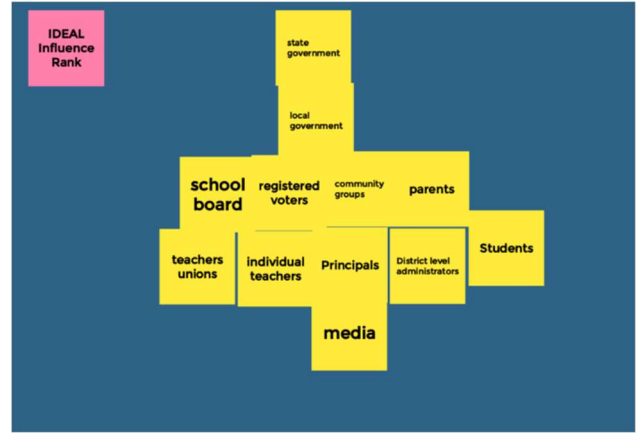 IDEAL
Influence
Rank
state
government
local
government
school
board
registered
voters
community
groups
parents
teachers
unions
individual
teachers
Principals
District level
administrators
Students
media